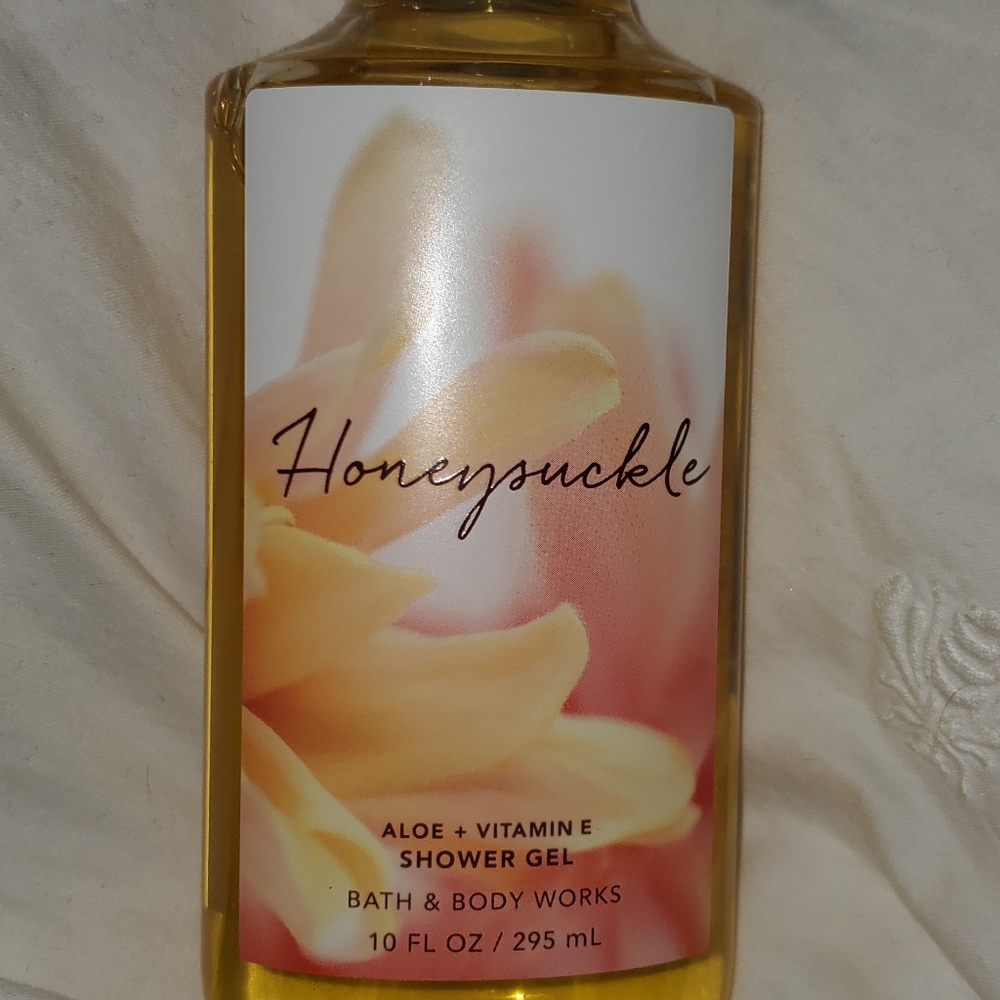 Honeysuckle
ALOE + VITAMIN E
SHOWER GEL
BATH & BODY WORKS
10 FL OZ / 295 mL